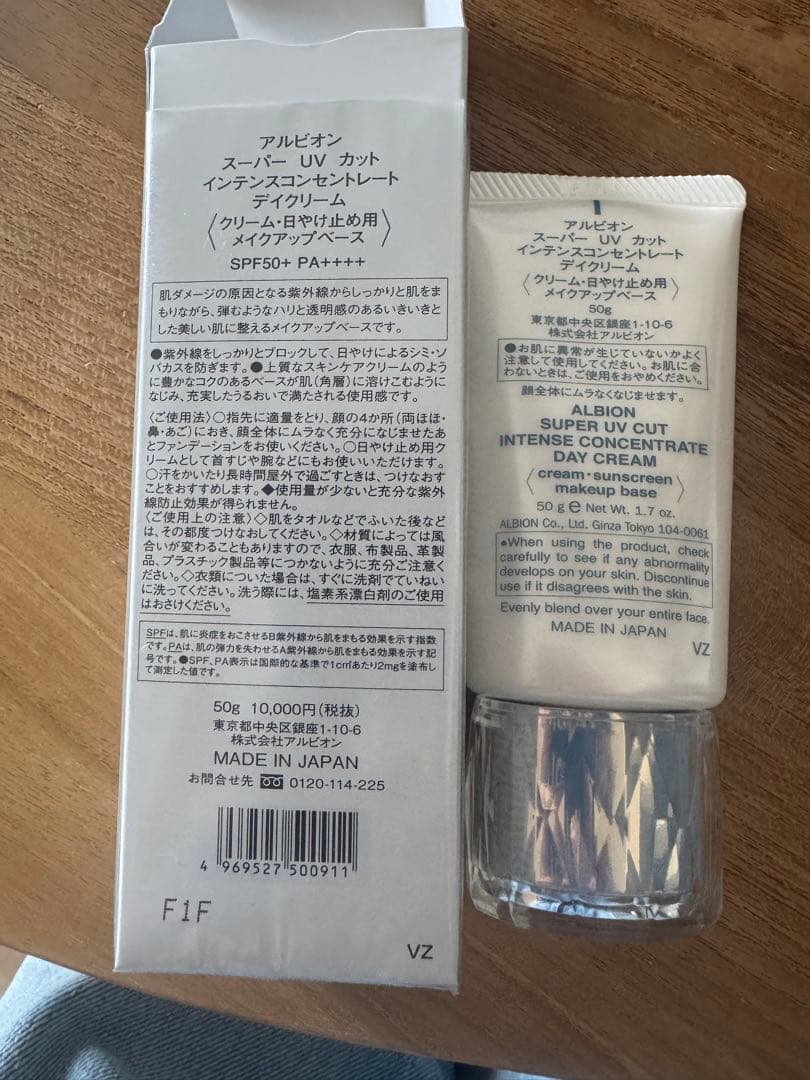 アルビオン
スーパー UV カット
インテンスコンセントレート
デイクリーム
〈クリーム・日やけ止め用
メイクアップベース〉
SPF50+ PA++++
肌ダメージの原因となる紫外線からしっかりと肌をま
もりながら、弾むようなハリと透明感のあるいきいきと
した美しい肌に整えるメイクアップベースです。
●紫外線をしっかりとブロックして、日やけによるシミ・ソ
バカスを防ぎます。●上質なスキンケアクリームのよう
に豊かなコクのあるベースが肌(角層)に溶けこむように
なじみ、充実したうるおいで満たされる使用感です。
〈ご使用法〉○指先に適量をとり、顔の4か所(両ほほ・
鼻・あご)におき、顔全体にムラなく充分になじませたあ
とファンデーションをお使いください。○日やけ止め用ク
リームとして首すじや腕などにもお使いいただけます。
○汗をかいたり長時間屋外で過ごすときは、つけなおす
ことをおすすめします。◆使用量が少ないと充分な紫外
線防止効果が得られません。
〈ご使用上の注意〉◇肌をタオルなどでふいた後など
は、その都度つけなおしてください。◇材質によっては風
合いが変わることもありますので、衣服、布製品、革製
品、プラスチック製品等につかないように充分ご注意く
ださい。◇衣類についた場合は、すぐに洗剤でていねい
に洗ってください。洗う際には、塩素系漂白剤のご使用
はおさけください。
SPFは、肌に炎症をおこさせるB紫外線から肌をまもる効果を示す指数
です。PAは、肌の弾力を失わせるA紫外線から肌をまもる効果を示す記
号です。●SPF、PA表示は国際的な基準で1c㎡あたり2mgを塗布し
て測定した値です。
50g 10,000円(税抜)
東京都中央区銀座1-10-6
株式会社アルビオン
MADE IN JAPAN
お問合せ先 0120-114-225
4 969527 500911
F1F
VZ
アルビオン
スーパー UV カット
インテンスコンセントレート
デイクリーム
〈クリーム・日やけ止め用
メイクアップベース〉
50g
東京都中央区銀座1-10-6
株式会社アルビオン
●お肌に異常が生じていないかよく
注意して使用してください。お肌に合
わないときは、ご使用をおやめください。
顔全体にムラなくなじませます。
ALBION
SUPER UV CUT
INTENSE CONCENTRATE
DAY CREAM
〈cream・sunscreen
makeup base〉
50 g e Net Wt. 1.7 oz.
ALBION Co., Ltd. Ginza Tokyo 104-0061
●When using the product, check
carefully to see if any abnormality
develops on your skin. Discontinue
use if it disagrees with the skin.
Evenly blend over your entire face.
MADE IN JAPAN
VZ